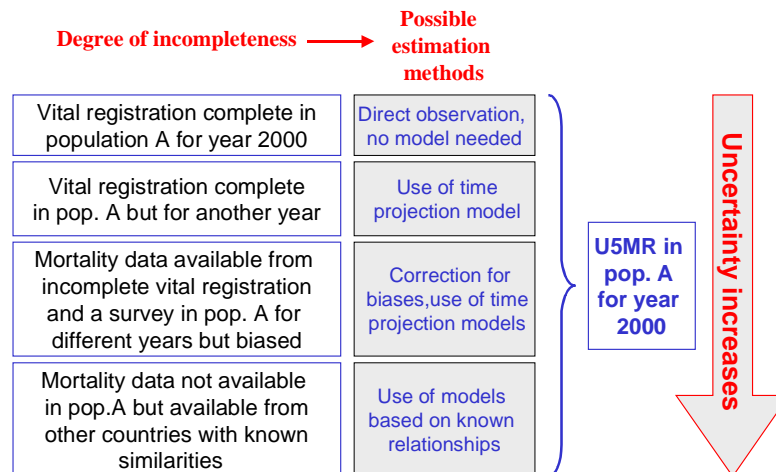 Degree of incompleteness
Possible
estimation
methods
Vital registration complete in
population A for year 2000
Direct observation,
no model needed
Vital registration complete
in pop. A but for another year
Use of time
projection model
Mortality data available from
incomplete vital registration
and a survey in pop. A for
different years but biased
Correction for
biases,use of time
projection models
Mortality data not available
in pop.A but available from
other countries with known
similarities
Use of models
based on known
relationships
U5MR in
pop. A
for year
2000
Uncertainty increases